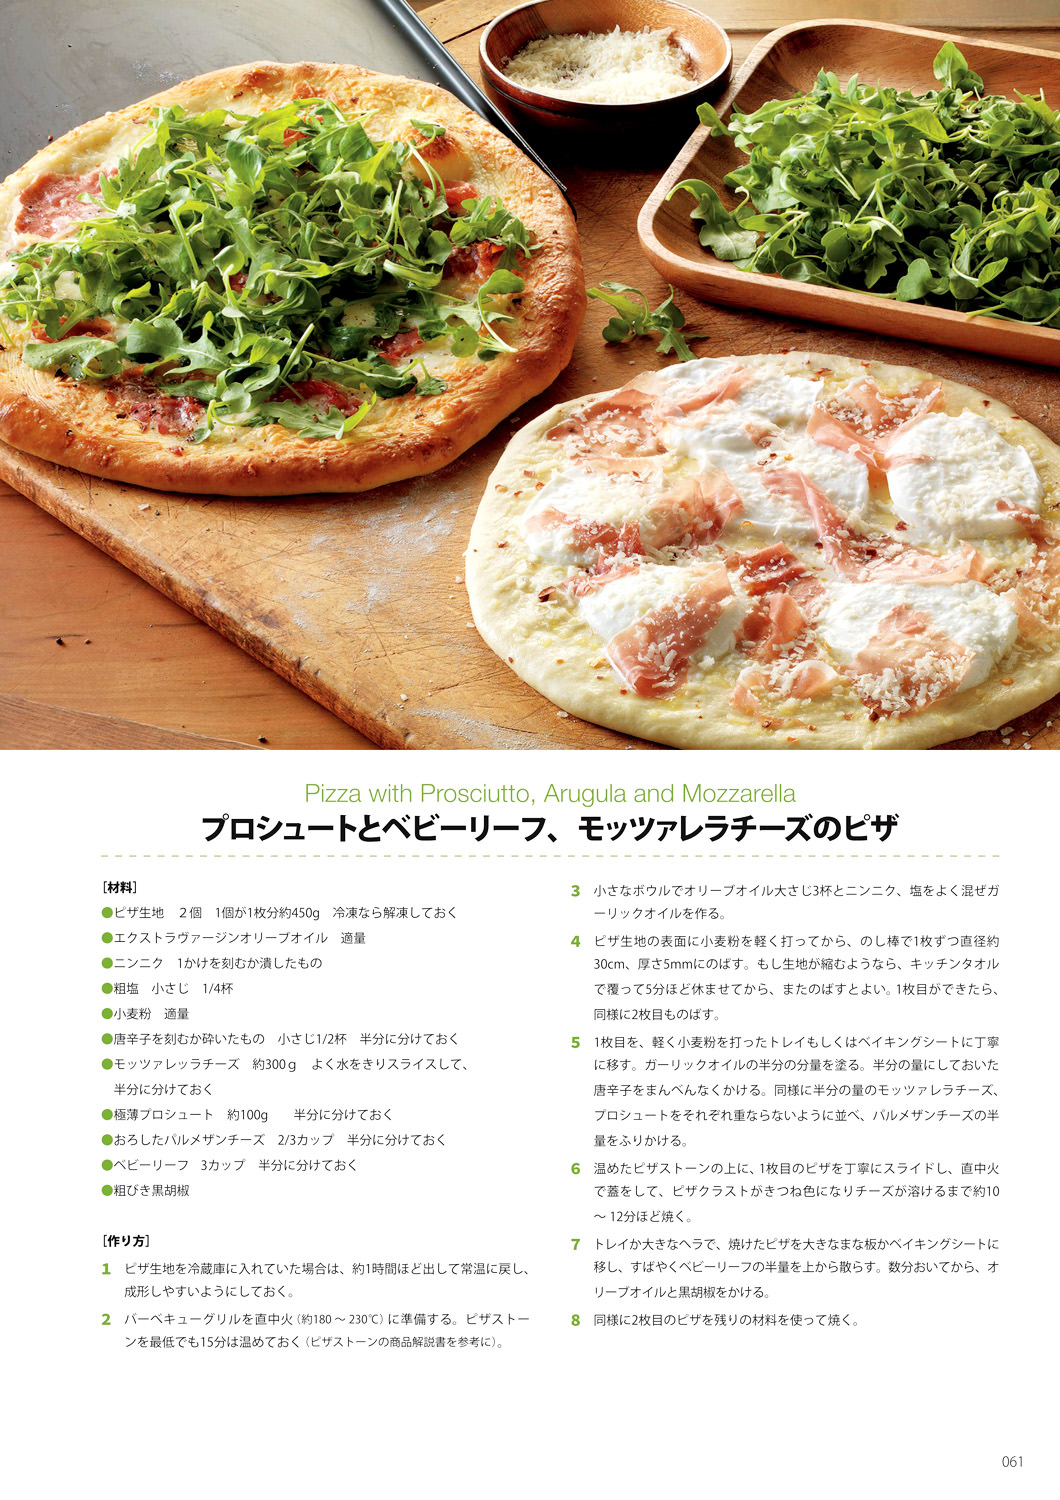 Pizza with Prosciutto, Arugula and Mozzarella
プロシュートとベビーリーフ、モッツァレラチーズのピザ
［材料］
●ピザ生地　２個　1個が1枚分約450g　冷凍なら解凍しておく
●エクストラヴァージンオリーブオイル　適量
●ニンニク　1かけを刻むか潰したもの
●粗塩　小さじ　1/4杯
●小麦粉　適量
●唐辛子を刻むか砕いたもの　小さじ1/2杯　半分に分けておく
●モッツァレッラチーズ　約300ｇ　よく水をきりスライスして、
半分に分けておく
●極薄プロシュート　約100g　　半分に分けておく
●おろしたパルメザンチーズ　2/3カップ　半分に分けておく
●ベビーリーフ　3カップ　半分に分けておく
●粗びき黒胡椒
［作り方］
1　ピザ生地を冷蔵庫に入れていた場合は、約1時間ほど出して常温に戻し、
成形しやすいようにしておく。
2　バーベキューグリルを直中火（約180 ～ 230℃）に準備する。ピザストー
ンを最低でも15分は温めておく（ピザストーンの商品解説書を参考に）。
3　小さなボウルでオリーブオイル大さじ3杯とニンニク、塩をよく混ぜガ
ーリックオイルを作る。
4　ピザ生地の表面に小麦粉を軽く打ってから、のし棒で1枚ずつ直径約
30cm、厚さ5mmにのばす。もし生地が縮むようなら、キッチンタオル
で覆って5分ほど休ませてから、またのばすとよい。1枚目ができたら、
同様に2枚目ものばす。
5　1枚目を、軽く小麦粉を打ったトレイもしくはベイキングシートに丁寧
に移す。ガーリックオイルの半分の分量を塗る。半分の量にしておいた
唐辛子をまんべんなくかける。同様に半分の量のモッツァレラチーズ、
プロシュートをそれぞれ重ならないように並べ、パルメザンチーズの半
量をふりかける。
6　温めたピザストーンの上に、1枚目のピザを丁寧にスライドし、直中火
で蓋をして、ピザクラストがきつね色になりチーズが溶けるまで約10
～ 12分ほど焼く。
7　トレイか大きなヘラで、焼けたピザを大きなまな板かベイキングシートに
移し、すばやくベビーリーフの半量を上から散らす。数分おいてから、オ
リーブオイルと黒胡椒をかける。
8　同様に2枚目のピザを残りの材料を使って焼く。
061